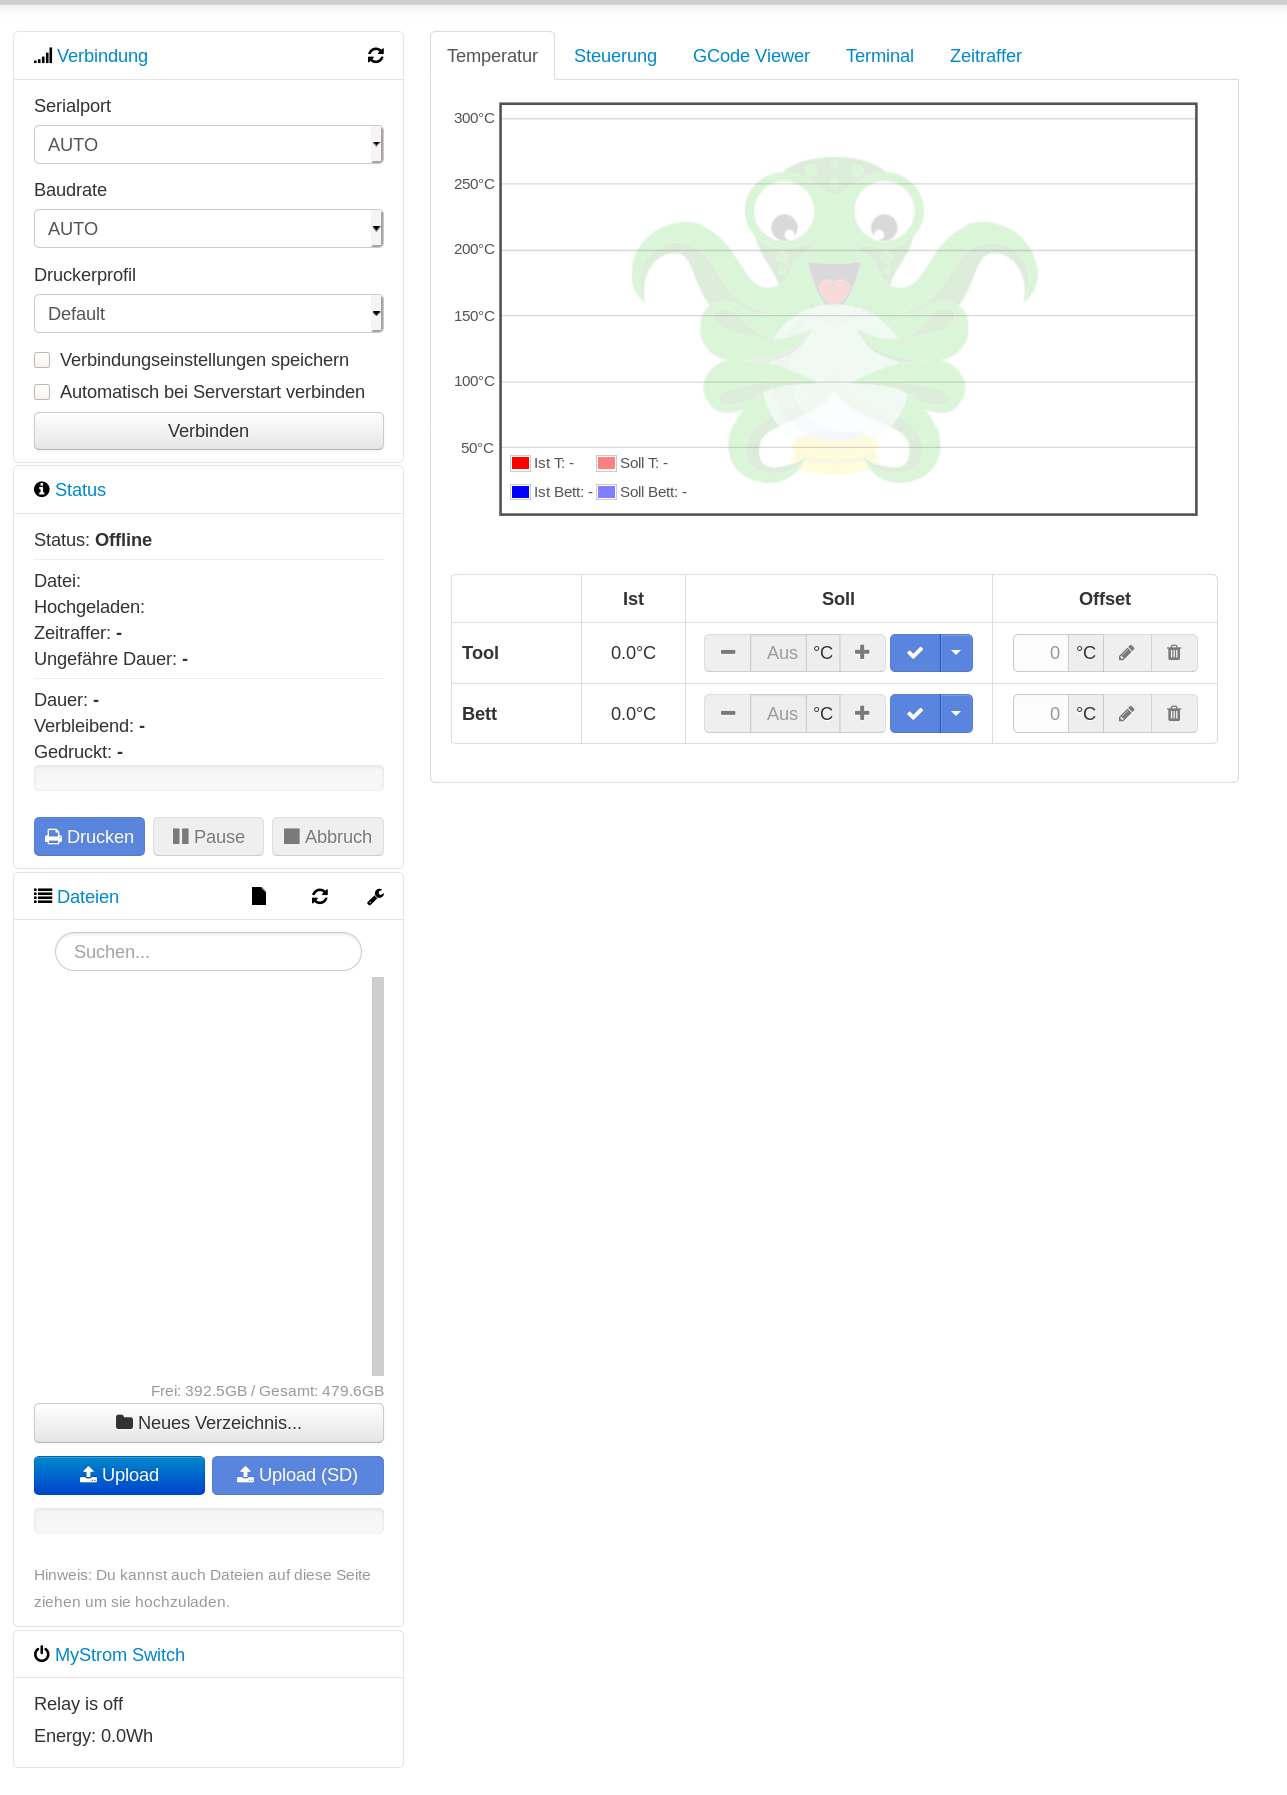 Verbindung
Serialport
AUTO
Baudrate
AUTO
Druckerprofil
Default
Verbindungseinstellungen speichern
Automatisch bei Serverstart verbinden
Verbinden
Status
Status: Offline
Datei:
Hochgeladen:
Zeitraffer: -
Ungefähre Dauer: -
Dauer: -
Verbleibend: -
Gedruckt: -
Drucken Pause Abbruch
Dateien
Suchen...
Frei: 392.5GB / Gesamt: 479.6GB
Neues Verzeichnis...
Upload Upload (SD)
Hinweis: Du kannst auch Dateien auf diese Seite
ziehen um sie hochzuladen.
MyStrom Switch
Relay is off
Energy: 0.0Wh
Temperatur Steuerung GCode Viewer Terminal Zeitraffer
300°C
250°C
200°C
150°C
100°C
50°C
Ist T: - Soll T: -
Ist Bett: - Soll Bett: -
Ist Soll Offset
Tool 0.0°C Aus °C 0 °C
Bett 0.0°C Aus °C 0 °C